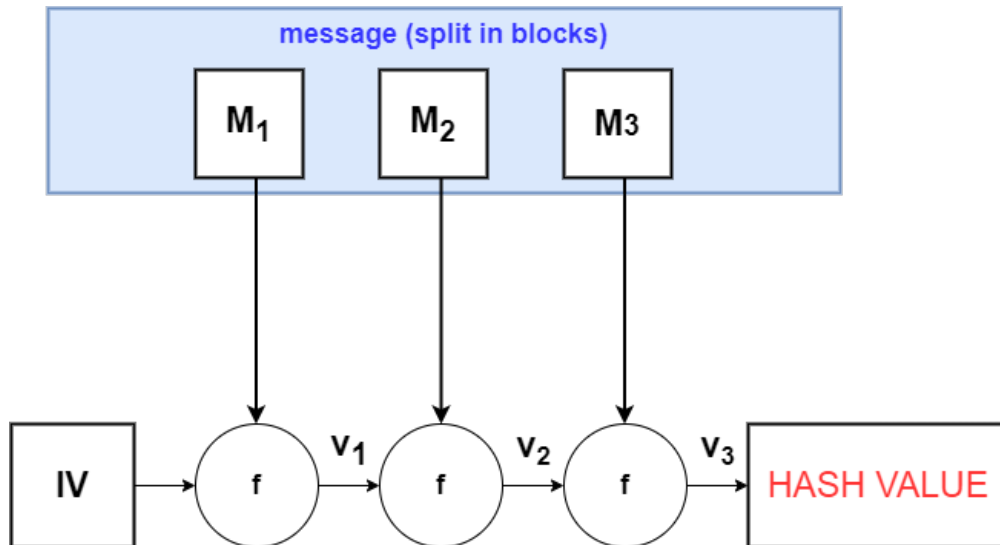 message (split in blocks)
M₁ M₂ M3
V₁ V₂ V₃
IV f f f HASH VALUE